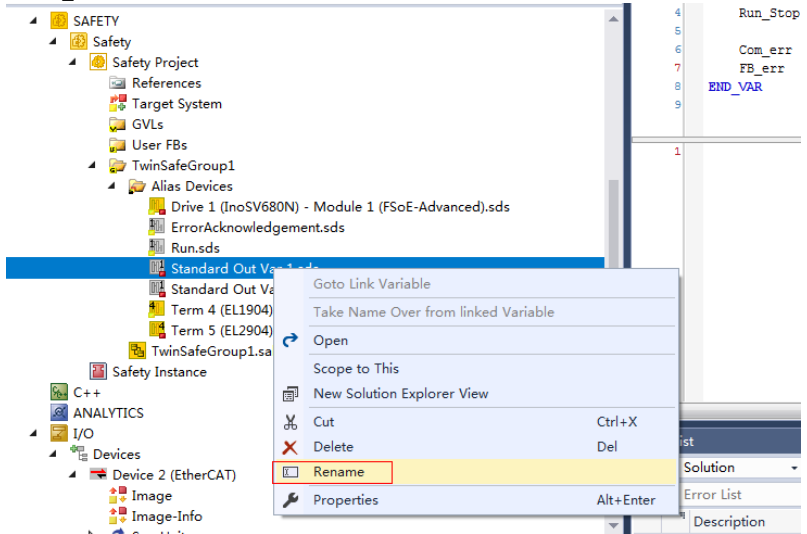 SAFETY
Safety
Safety Project
References
Target System
GVLs
User FBs
TwinSafeGroup1
Alias Devices
Drive 1 (InoSV680N) - Module 1 (FSoE-Advanced).sds
ErrorAcknowledgement.sds
Run.sds
Standard Out Var 1.sds
Standard Out Va
Term 4 (EL1904)
Term 5 (EL2904)
TwinSafeGroup1.sa
Safety Instance
C++
ANALYTICS
I/O
Devices
Device 2 (EtherCAT)
Image
Image-Info
Goto Link Variable
Take Name Over from linked Variable
Open
Scope to This
New Solution Explorer View
Cut Ctrl+X
Delete Del
Rename
Properties Alt+Enter
4 Run_Stop
5
6 Com_err
7 FB_err
8 END_VAR
9
1
ist
Solution
Error List
Description